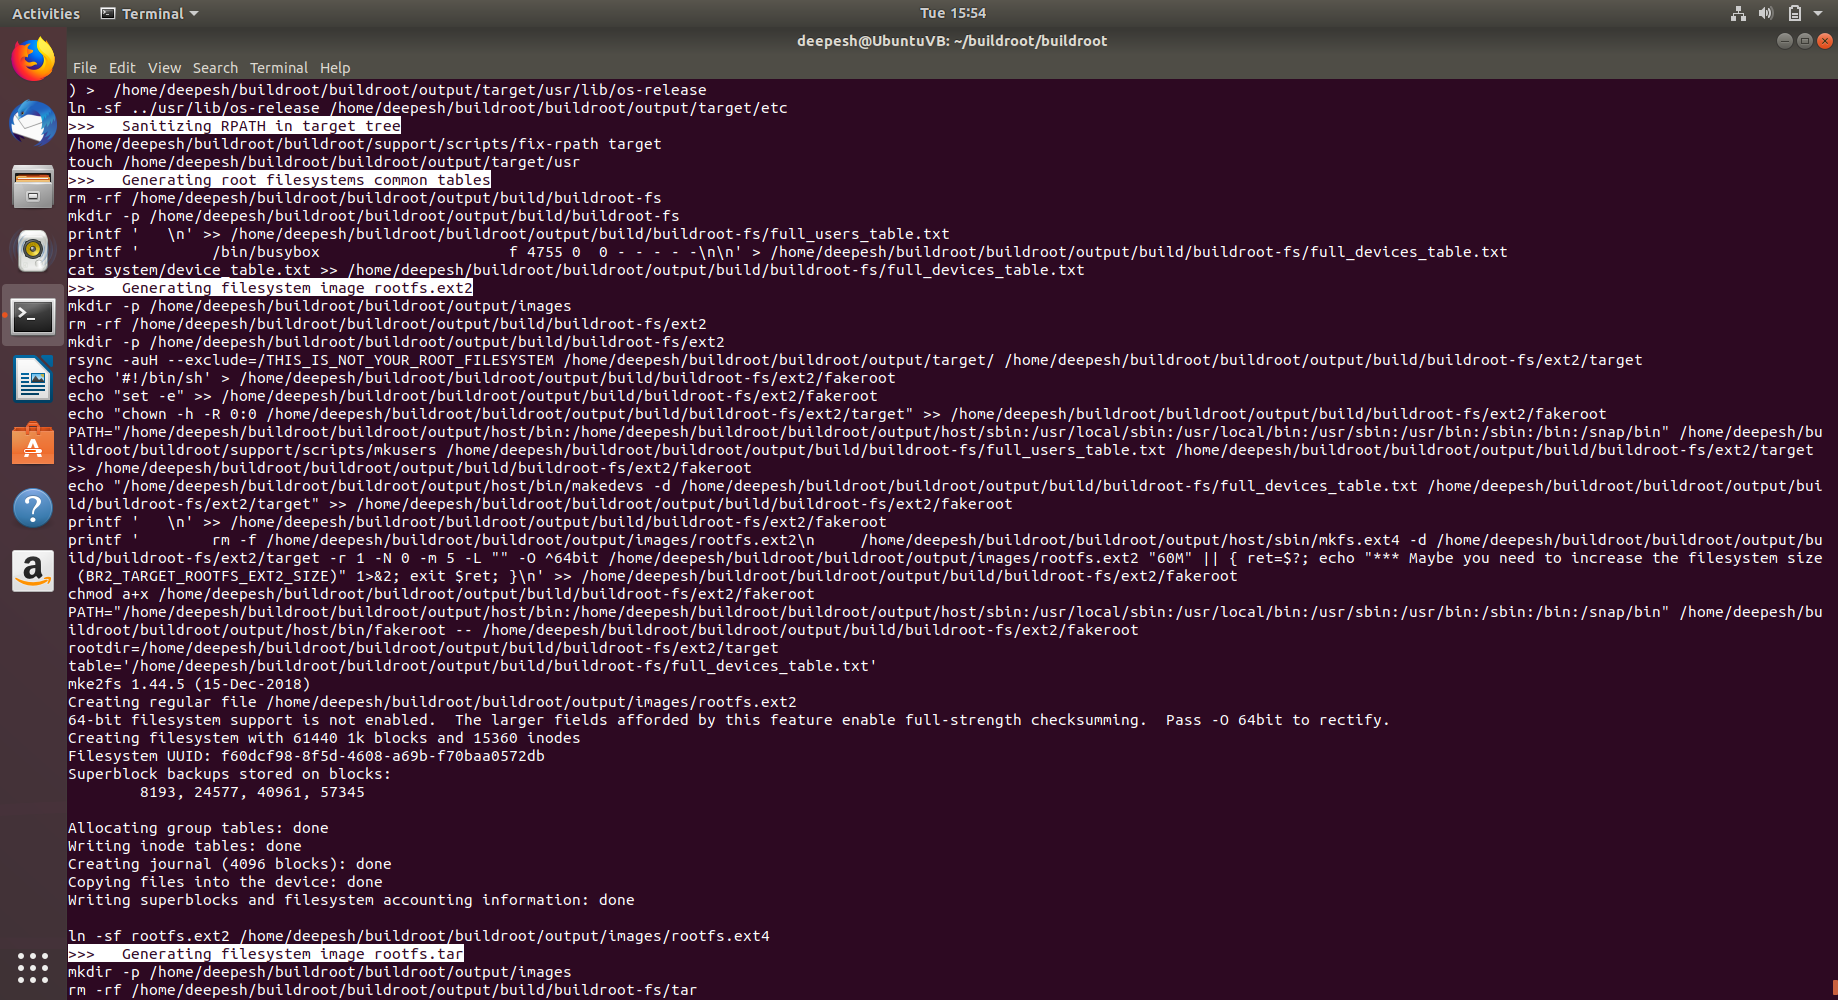 Activities Terminal Tue 15:54
deepesh@UbuntuVB: ~/buildroot/buildroot
File Edit View Search Terminal Help
) >  /home/deepesh/buildroot/buildroot/output/target/usr/lib/os-release
ln -sf ../usr/lib/os-release /home/deepesh/buildroot/buildroot/output/target/etc
>>>   Sanitizing RPATH in target tree
/home/deepesh/buildroot/buildroot/support/scripts/fix-rpath target
touch /home/deepesh/buildroot/buildroot/output/target/usr
>>>   Generating root filesystems common tables
rm -rf /home/deepesh/buildroot/buildroot/output/build/buildroot-fs
mkdir -p /home/deepesh/buildroot/buildroot/output/build/buildroot-fs
printf '   \n' >> /home/deepesh/buildroot/buildroot/output/build/buildroot-fs/full_users_table.txt
printf '        /bin/busybox                     f 4755 0  0 - - - - -\n\n' > /home/deepesh/buildroot/buildroot/output/build/buildroot-fs/full_devices_table.txt
cat system/device_table.txt >> /home/deepesh/buildroot/buildroot/output/build/buildroot-fs/full_devices_table.txt
>>>   Generating filesystem image rootfs.ext2
mkdir -p /home/deepesh/buildroot/buildroot/output/images
rm -rf /home/deepesh/buildroot/buildroot/output/build/buildroot-fs/ext2
mkdir -p /home/deepesh/buildroot/buildroot/output/build/buildroot-fs/ext2
rsync -auH --exclude=/THIS_IS_NOT_YOUR_ROOT_FILESYSTEM /home/deepesh/buildroot/buildroot/output/target/ /home/deepesh/buildroot/buildroot/output/build/buildroot-fs/ext2/target
echo '#!/bin/sh' > /home/deepesh/buildroot/buildroot/output/build/buildroot-fs/ext2/fakeroot
echo "set -e" >> /home/deepesh/buildroot/buildroot/output/build/buildroot-fs/ext2/fakeroot
echo "chown -h -R 0:0 /home/deepesh/buildroot/buildroot/output/build/buildroot-fs/ext2/target" >> /home/deepesh/buildroot/buildroot/output/build/buildroot-fs/ext2/fakeroot
PATH="/home/deepesh/buildroot/buildroot/output/host/bin:/home/deepesh/buildroot/buildroot/output/host/sbin:/usr/local/sbin:/usr/local/bin:/usr/sbin:/usr/bin:/sbin:/bin:/snap/bin" /home/deepesh/bu
ildroot/buildroot/support/scripts/mkusers /home/deepesh/buildroot/buildroot/output/build/buildroot-fs/full_users_table.txt /home/deepesh/buildroot/buildroot/output/build/buildroot-fs/ext2/target
>> /home/deepesh/buildroot/buildroot/output/build/buildroot-fs/ext2/fakeroot
echo "/home/deepesh/buildroot/buildroot/output/host/bin/makedevs -d /home/deepesh/buildroot/buildroot/output/build/buildroot-fs/full_devices_table.txt /home/deepesh/buildroot/buildroot/output/bui
ld/buildroot-fs/ext2/target" >> /home/deepesh/buildroot/buildroot/output/build/buildroot-fs/ext2/fakeroot
printf '   \n' >> /home/deepesh/buildroot/buildroot/output/build/buildroot-fs/ext2/fakeroot
printf '        rm -f /home/deepesh/buildroot/buildroot/output/images/rootfs.ext2\n     /home/deepesh/buildroot/buildroot/output/host/sbin/mkfs.ext4 -d /home/deepesh/buildroot/buildroot/output/bu
ild/buildroot-fs/ext2/target -r 1 -N 0 -m 5 -L "" -O ^64bit /home/deepesh/buildroot/buildroot/output/images/rootfs.ext2 "60M" || { ret=$?; echo "*** Maybe you need to increase the filesystem size
 (BR2_TARGET_ROOTFS_EXT2_SIZE)" 1>&2; exit $ret; }\n' >> /home/deepesh/buildroot/buildroot/output/build/buildroot-fs/ext2/fakeroot
chmod a+x /home/deepesh/buildroot/buildroot/output/build/buildroot-fs/ext2/fakeroot
PATH="/home/deepesh/buildroot/buildroot/output/host/bin:/home/deepesh/buildroot/buildroot/output/host/sbin:/usr/local/sbin:/usr/local/bin:/usr/sbin:/usr/bin:/sbin:/bin:/snap/bin" /home/deepesh/bu
ildroot/buildroot/output/host/bin/fakeroot -- /home/deepesh/buildroot/buildroot/output/build/buildroot-fs/ext2/fakeroot
rootdir=/home/deepesh/buildroot/buildroot/output/build/buildroot-fs/ext2/target
table='/home/deepesh/buildroot/buildroot/output/build/buildroot-fs/full_devices_table.txt'
mke2fs 1.44.5 (15-Dec-2018)
Creating regular file /home/deepesh/buildroot/buildroot/output/images/rootfs.ext2
64-bit filesystem support is not enabled.  The larger fields afforded by this feature enable full-strength checksumming.  Pass -O 64bit to rectify.
Creating filesystem with 61440 1k blocks and 15360 inodes
Filesystem UUID: f60dcf98-8f5d-4608-a69b-f70baa0572db
Superblock backups stored on blocks:
        8193, 24577, 40961, 57345
Allocating group tables: done
Writing inode tables: done
Creating journal (4096 blocks): done
Copying files into the device: done
Writing superblocks and filesystem accounting information: done
ln -sf rootfs.ext2 /home/deepesh/buildroot/buildroot/output/images/rootfs.ext4
>>>   Generating filesystem image rootfs.tar
mkdir -p /home/deepesh/buildroot/buildroot/output/images
rm -rf /home/deepesh/buildroot/buildroot/output/build/buildroot-fs/tar